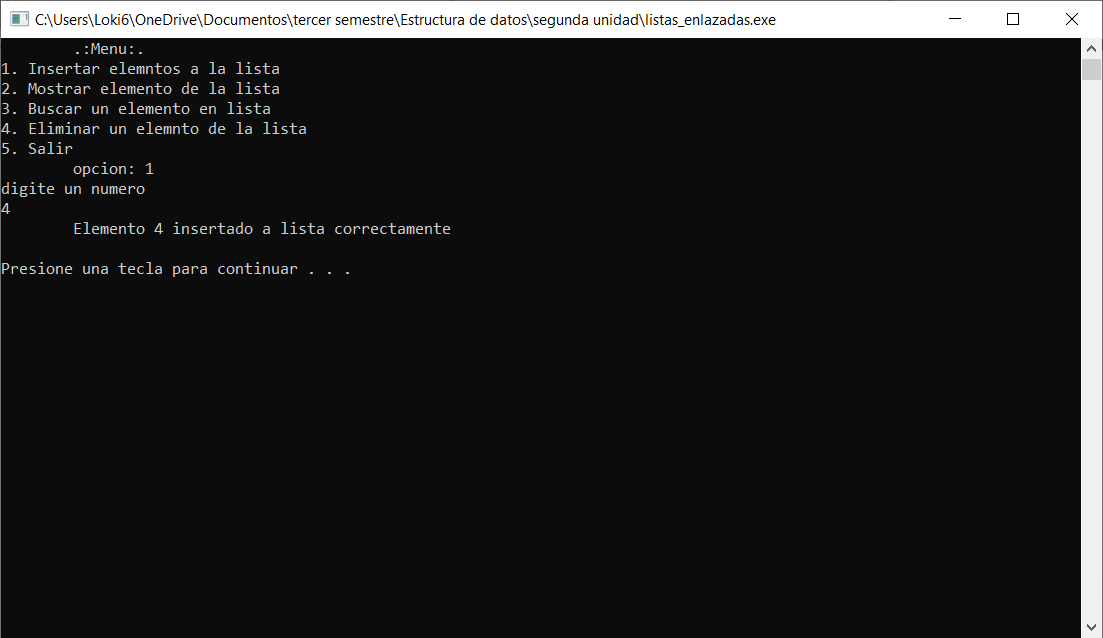 C:\Users\Loki6\OneDrive\Documentos\tercer semestre\Estructura de datos\segunda unidad\listas_enlazadas.exe
.:Menu:.
1. Insertar elemntos a la lista
2. Mostrar elemento de la lista
3. Buscar un elemento en lista
4. Eliminar un elemnto de la lista
5. Salir
opcion: 1
digite un numero
4
Elemento 4 insertado a lista correctamente
Presione una tecla para continuar . . .